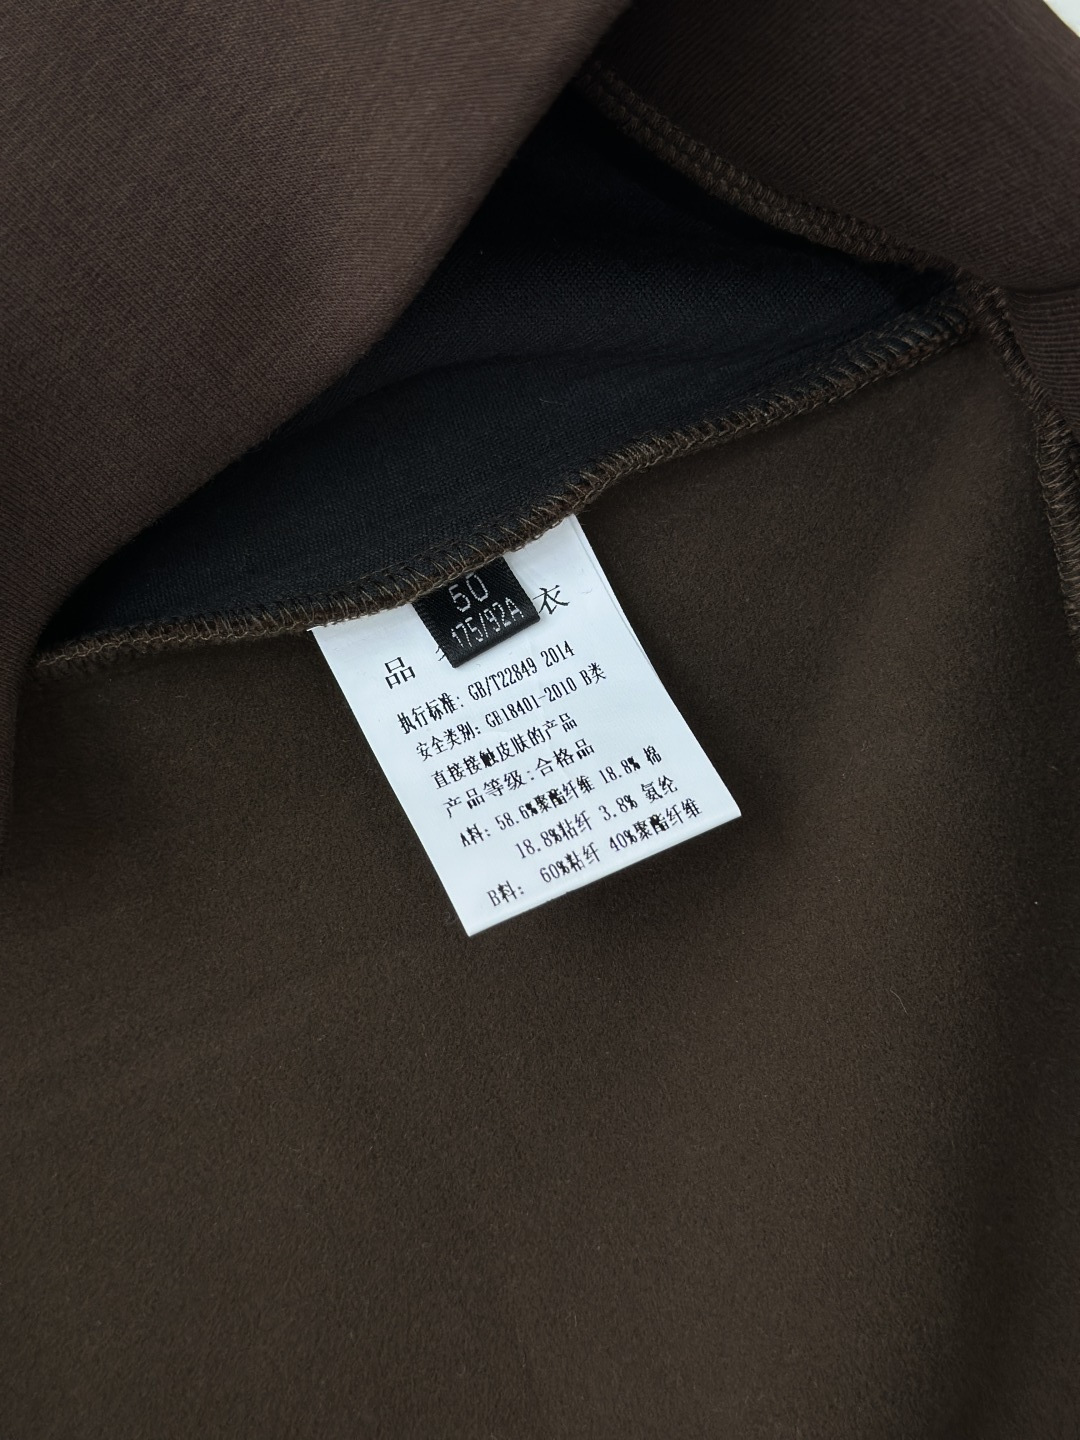 50
175/92A
品 衣
执行标准: GB/T22849 2014
安全类别: GB18401-2010 B类
直接接触皮肤的产品
产品等级:合格品
A料: 58.6%聚酯纤维 18.8% 棉
18.8%粘纤 3.8% 氨纶
B料: 60%粘纤 40%聚酯纤维